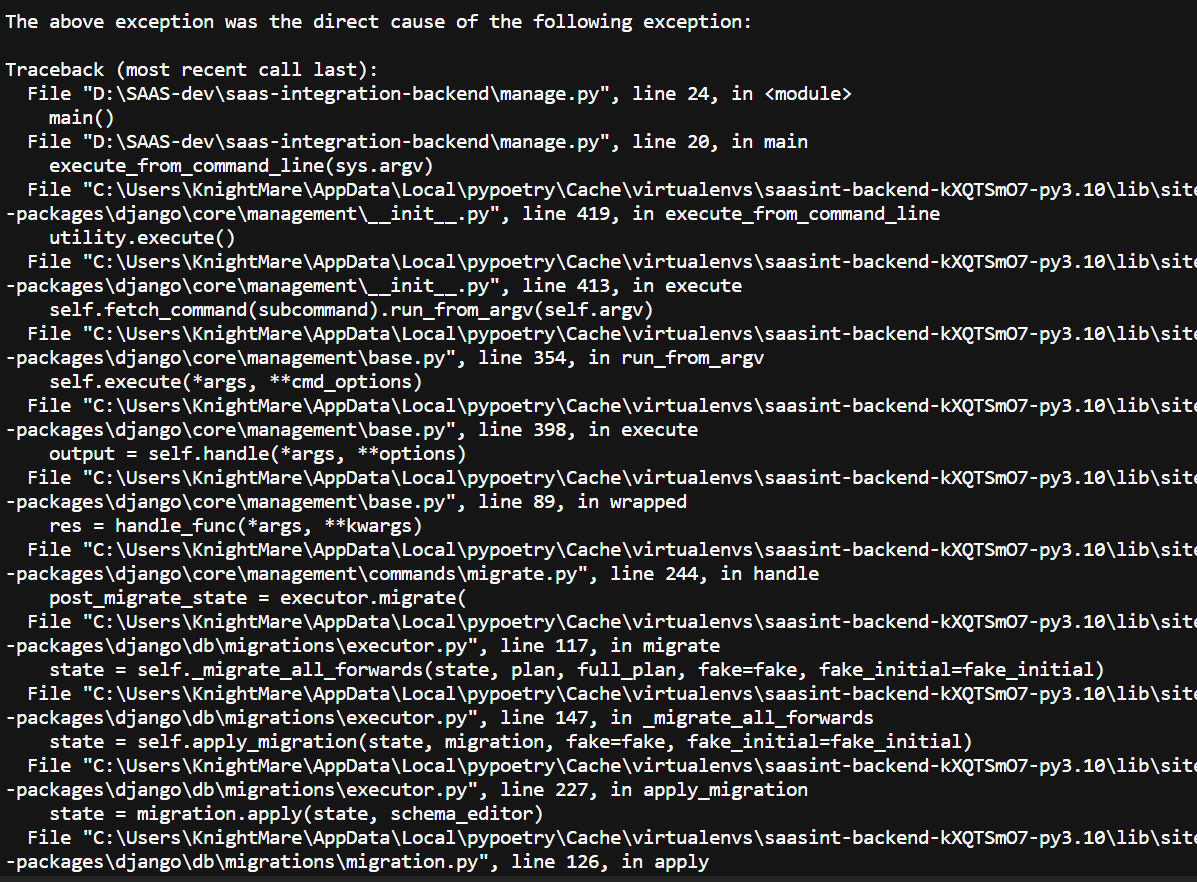 The above exception was the direct cause of the following exception:
Traceback (most recent call last):
  File "D:\SAAS-dev\saas-integration-backend\manage.py", line 24, in <module>
    main()
  File "D:\SAAS-dev\saas-integration-backend\manage.py", line 20, in main
    execute_from_command_line(sys.argv)
  File "C:\Users\KnightMare\AppData\Local\pypoetry\Cache\virtualenvs\saasint-backend-kXQTSmO7-py3.10\lib\site
-packages\django\core\management\__init__.py", line 419, in execute_from_command_line
    utility.execute()
  File "C:\Users\KnightMare\AppData\Local\pypoetry\Cache\virtualenvs\saasint-backend-kXQTSmO7-py3.10\lib\site
-packages\django\core\management\__init__.py", line 413, in execute
    self.fetch_command(subcommand).run_from_argv(self.argv)
  File "C:\Users\KnightMare\AppData\Local\pypoetry\Cache\virtualenvs\saasint-backend-kXQTSmO7-py3.10\lib\site
-packages\django\core\management\base.py", line 354, in run_from_argv
    self.execute(*args, **cmd_options)
  File "C:\Users\KnightMare\AppData\Local\pypoetry\Cache\virtualenvs\saasint-backend-kXQTSmO7-py3.10\lib\site
-packages\django\core\management\base.py", line 398, in execute
    output = self.handle(*args, **options)
  File "C:\Users\KnightMare\AppData\Local\pypoetry\Cache\virtualenvs\saasint-backend-kXQTSmO7-py3.10\lib\site
-packages\django\core\management\base.py", line 89, in wrapped
    res = handle_func(*args, **kwargs)
  File "C:\Users\KnightMare\AppData\Local\pypoetry\Cache\virtualenvs\saasint-backend-kXQTSmO7-py3.10\lib\site
-packages\django\core\management\commands\migrate.py", line 244, in handle
    post_migrate_state = executor.migrate(
  File "C:\Users\KnightMare\AppData\Local\pypoetry\Cache\virtualenvs\saasint-backend-kXQTSmO7-py3.10\lib\site
-packages\django\db\migrations\executor.py", line 117, in migrate
    state = self._migrate_all_forwards(state, plan, full_plan, fake=fake, fake_initial=fake_initial)
  File "C:\Users\KnightMare\AppData\Local\pypoetry\Cache\virtualenvs\saasint-backend-kXQTSmO7-py3.10\lib\site
-packages\django\db\migrations\executor.py", line 147, in _migrate_all_forwards
    state = self.apply_migration(state, migration, fake=fake, fake_initial=fake_initial)
  File "C:\Users\KnightMare\AppData\Local\pypoetry\Cache\virtualenvs\saasint-backend-kXQTSmO7-py3.10\lib\site
-packages\django\db\migrations\executor.py", line 227, in apply_migration
    state = migration.apply(state, schema_editor)
  File "C:\Users\KnightMare\AppData\Local\pypoetry\Cache\virtualenvs\saasint-backend-kXQTSmO7-py3.10\lib\site
-packages\django\db\migrations\migration.py", line 126, in apply